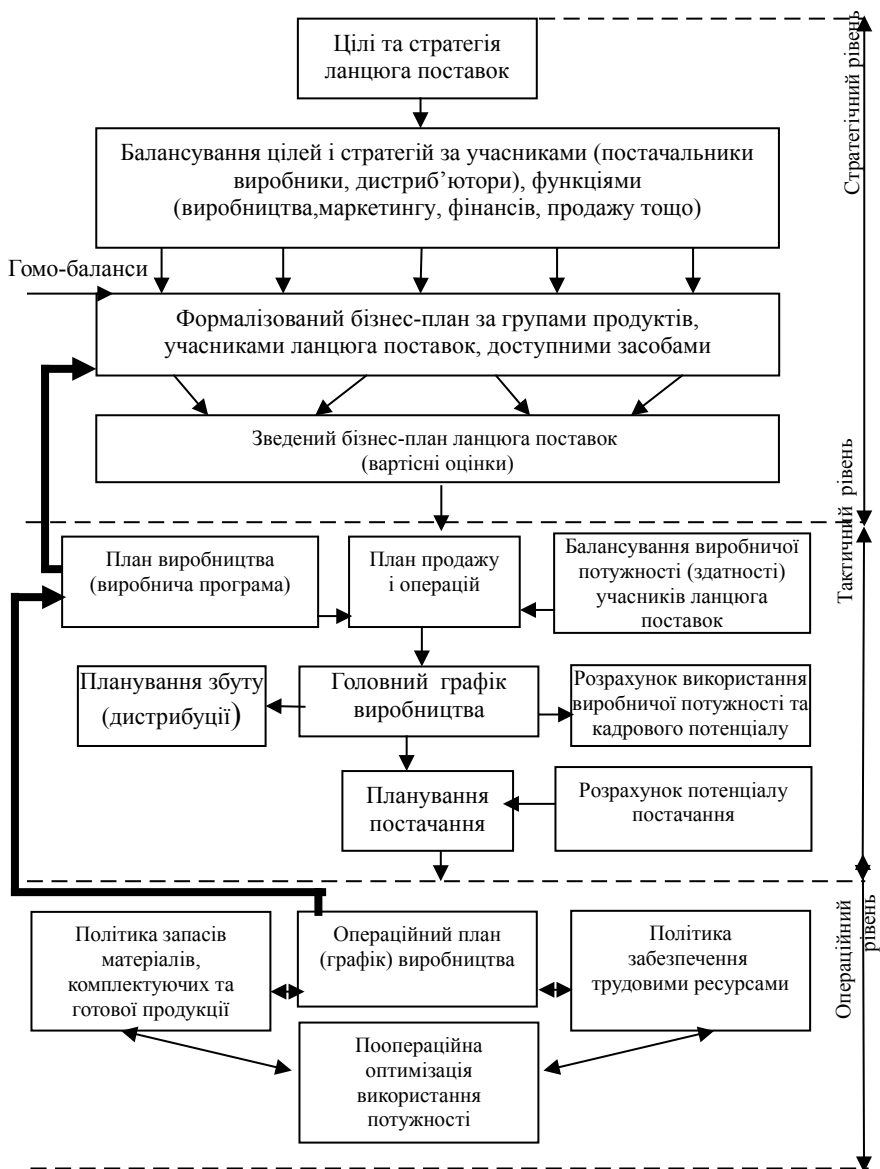 Цілі та стратегія
ланцюга поставок
Стратегічний рівень
Балансування цілей і стратегій за учасниками (постачальники
виробники, дистриб’ютори), функціями
(виробництва,маркетингу, фінансів, продажу тощо)
Гомо-баланси
Формалізований бізнес-план за групами продуктів,
учасниками ланцюга поставок, доступними засобами
Зведений бізнес-план ланцюга поставок
(вартісні оцінки)
Тактичний рівень
План виробництва
(виробнича програма)
План продажу
і операцій
Балансування виробничої
потужності (здатності)
учасників ланцюга
поставок
Планування збуту
(дистрибуції)
Головний графік
виробництва
Розрахунок використання
виробничої потужності та
кадрового потенціалу
Планування
постачання
Розрахунок потенціалу
постачання
Операційний
рівень
Політика запасів
матеріалів,
комплектуючих та
готової продукції
Операційний план
(графік) виробництва
Політика
забезпечення
трудовими ресурсами
Поопераційна
оптимізація
використання
потужності